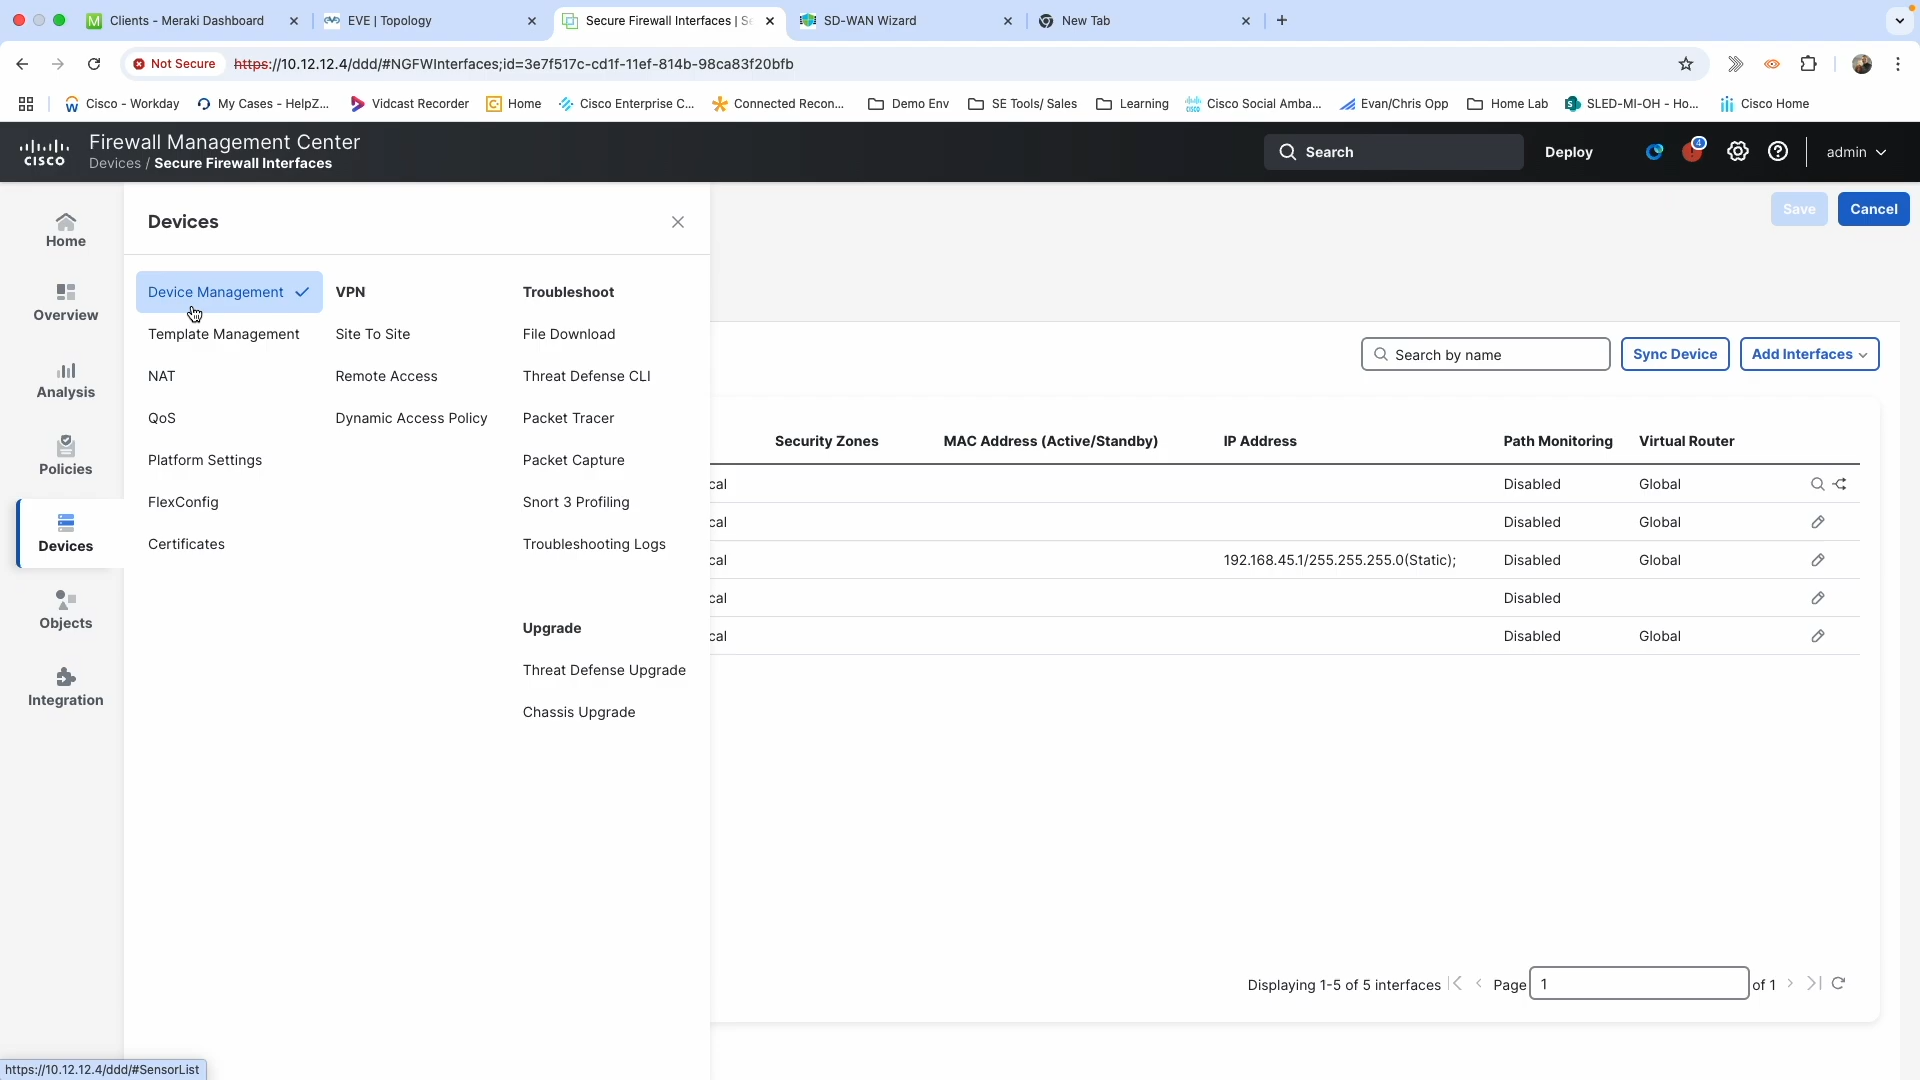 Clients - Meraki Dashboard
EVE | Topology
Secure Firewall Interfaces | S
SD-WAN Wizard
New Tab
Not Secure
https://10.12.12.4/ddd/#NGFWInterfaces;id=3e7f517c-cd1f-11ef-814b-98ca83f20bfb
Cisco - Workday
My Cases - HelpZ...
Vidcast Recorder
Home
Cisco Enterprise C...
Connected Recon...
Demo Env
SE Tools/ Sales
Learning
Cisco Social Amba...
Evan/Chris Opp
Home Lab
SLED-MI-OH - Ho...
Cisco Home
CISCO
Firewall Management Center
Devices / Secure Firewall Interfaces
Search
Deploy
4
admin
Home
Overview
Analysis
Policies
Devices
Objects
Integration
Devices
Device Management
Template Management
NAT
QoS
Platform Settings
FlexConfig
Certificates
VPN
Site To Site
Remote Access
Dynamic Access Policy
Troubleshoot
File Download
Threat Defense CLI
Packet Tracer
Packet Capture
Snort 3 Profiling
Troubleshooting Logs
Upgrade
Threat Defense Upgrade
Chassis Upgrade
Save
Cancel
Search by name
Sync Device
Add Interfaces
Security Zones MAC Address (Active/Standby) IP Address Path Monitoring Virtual Router
cal Disabled Global
cal Disabled Global
cal 192.168.45.1/255.255.255.0(Static); Disabled Global
cal Disabled
cal Disabled Global
Displaying 1-5 of 5 interfaces Page 1 of 1
https://10.12.12.4/ddd/#SensorList